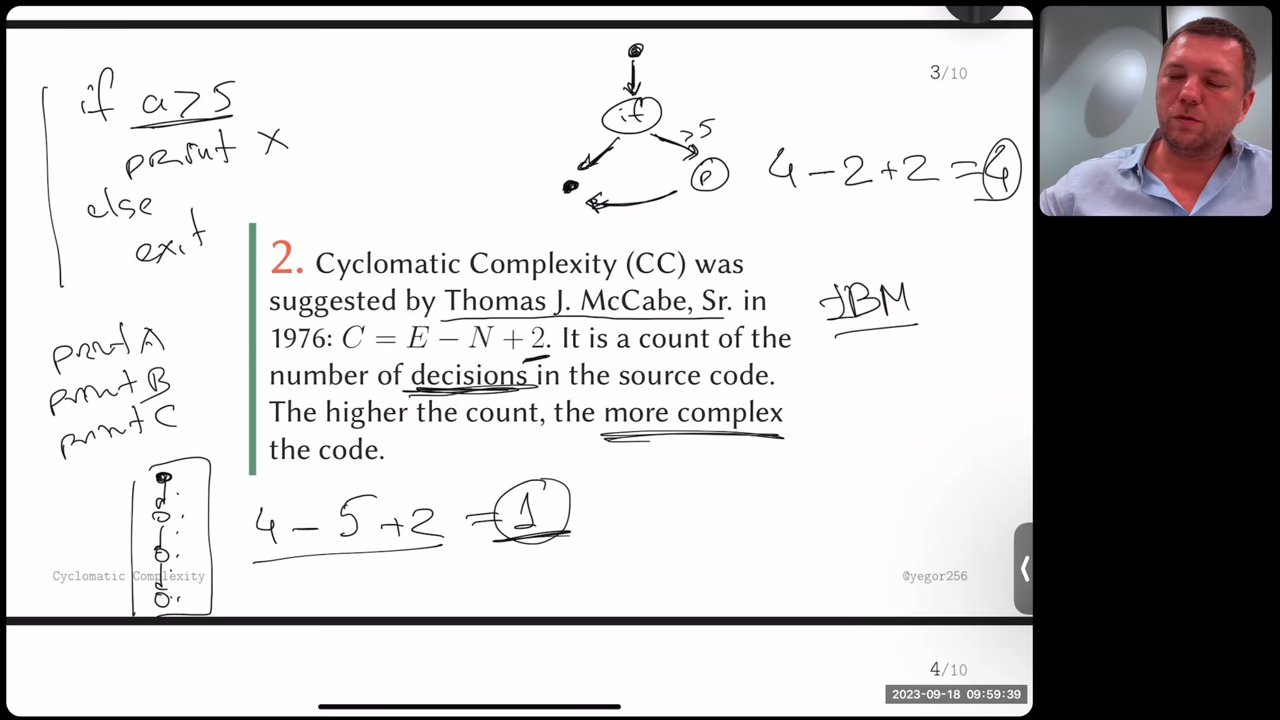 3/10
if a>5
print X
else
exit
if
>5
P
4-2+2=4
2. Cyclomatic Complexity (CC) was
suggested by Thomas J. McCabe, Sr. in
1976: C = E − N + 2. It is a count of the
number of decisions in the source code.
The higher the count, the more complex
the code.
IBM
print A
print B
print C
4-5+2 =1
Cyclomatic Complexity
@yegor256
4/10
2023-09-18 09:59:39